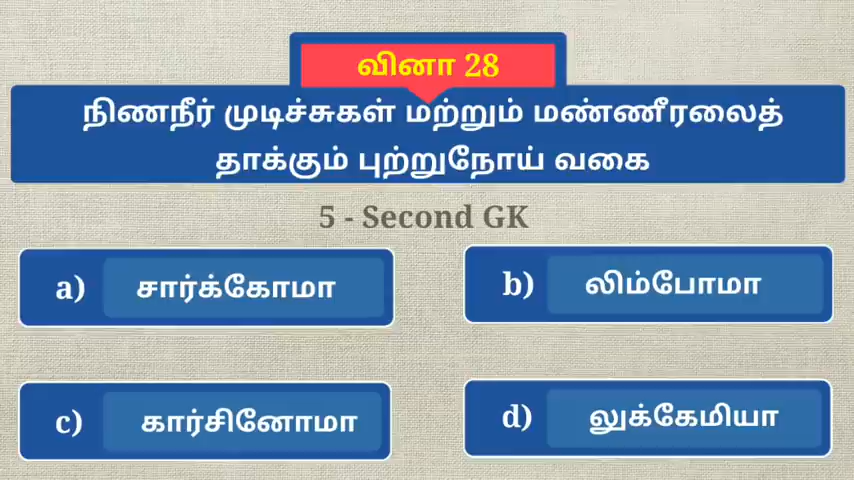 வினா 28
நிணநீர் முடிச்சுகள் மற்றும் மண்ணீரலைத்
தாக்கும் புற்றுநோய் வகை
5 - Second GK
a) சார்க்கோமா
b) லிம்போமா
c) கார்சினோமா
d) லுக்கேமியா